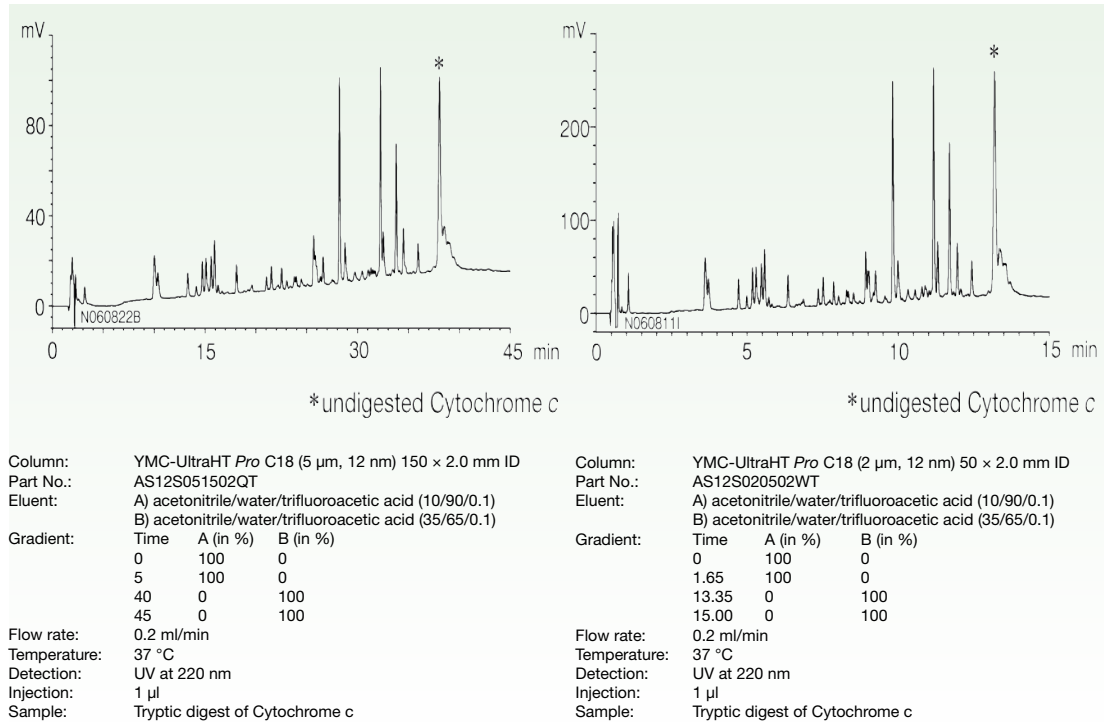 mV
*
80
40
0
N060822B
0 15 30 45 min
*undigested Cytochrome c
mV
*
200
100
0
N060811I
0 5 10 15 min
*undigested Cytochrome c
Column: YMC-UltraHT Pro C18 (5 µm, 12 nm) 150 × 2.0 mm ID
Part No.: AS12S051502QT
Eluent: A) acetonitrile/water/trifluoroacetic acid (10/90/0.1)
B) acetonitrile/water/trifluoroacetic acid (35/65/0.1)
Gradient: Time A (in %) B (in %)
0 100 0
5 100 0
40 0 100
45 0 100
Flow rate: 0.2 ml/min
Temperature: 37 °C
Detection: UV at 220 nm
Injection: 1 µl
Sample: Tryptic digest of Cytochrome c
Column: YMC-UltraHT Pro C18 (2 µm, 12 nm) 50 × 2.0 mm ID
Part No.: AS12S020502WT
Eluent: A) acetonitrile/water/trifluoroacetic acid (10/90/0.1)
B) acetonitrile/water/trifluoroacetic acid (35/65/0.1)
Gradient: Time A (in %) B (in %)
0 100 0
1.65 100 0
13.35 0 100
15.00 0 100
Flow rate: 0.2 ml/min
Temperature: 37 °C
Detection: UV at 220 nm
Injection: 1 µl
Sample: Tryptic digest of Cytochrome c